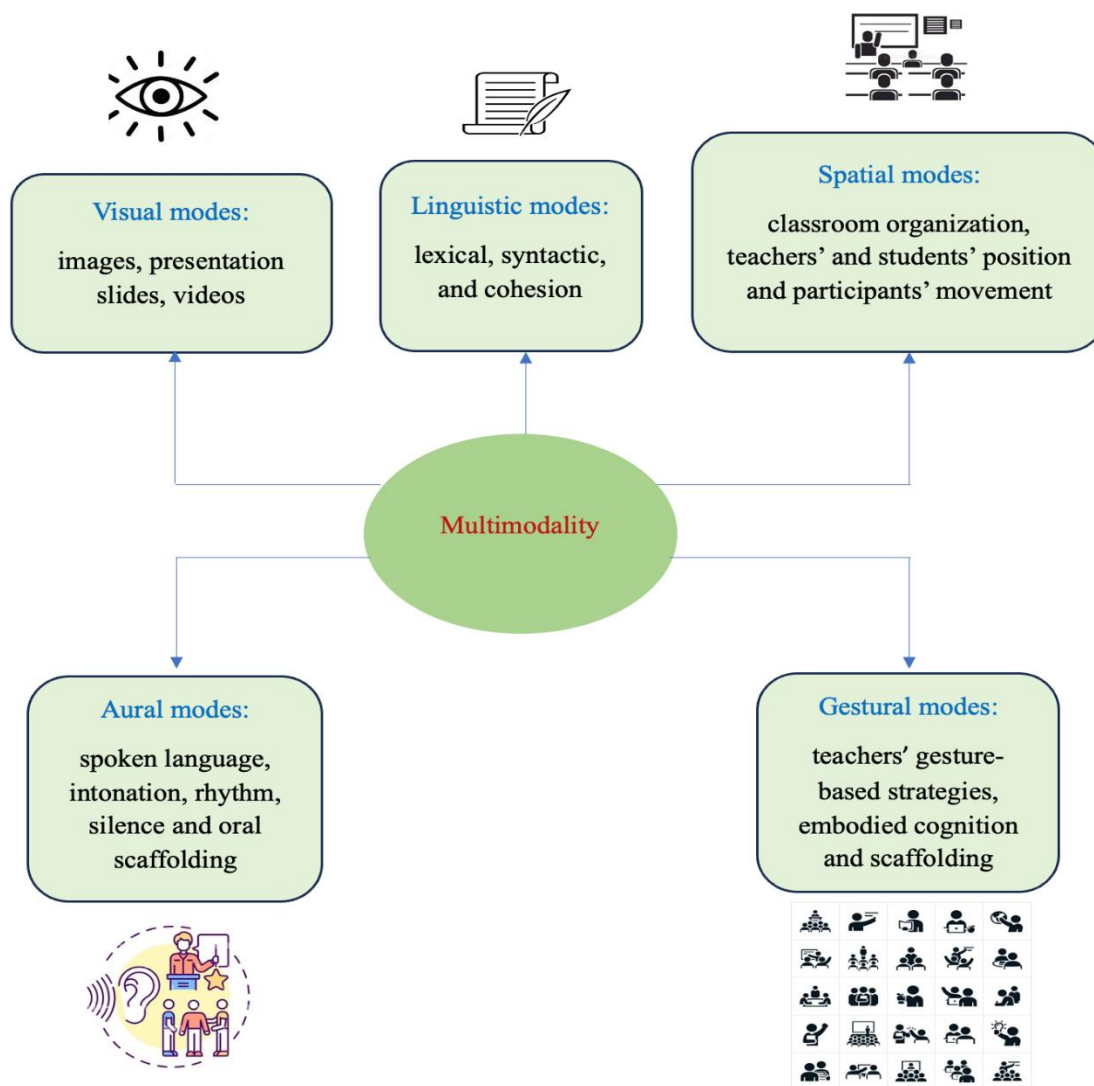 Visual modes:
images, presentation
slides, videos
Linguistic modes:
lexical, syntactic,
and cohesion
Spatial modes:
classroom organization,
teachers’ and students’ position
and participants’ movement
Multimodality
Aural modes:
spoken language,
intonation, rhythm,
silence and oral
scaffolding
Gestural modes:
teachers’ gesture-
based strategies,
embodied cognition
and scaffolding